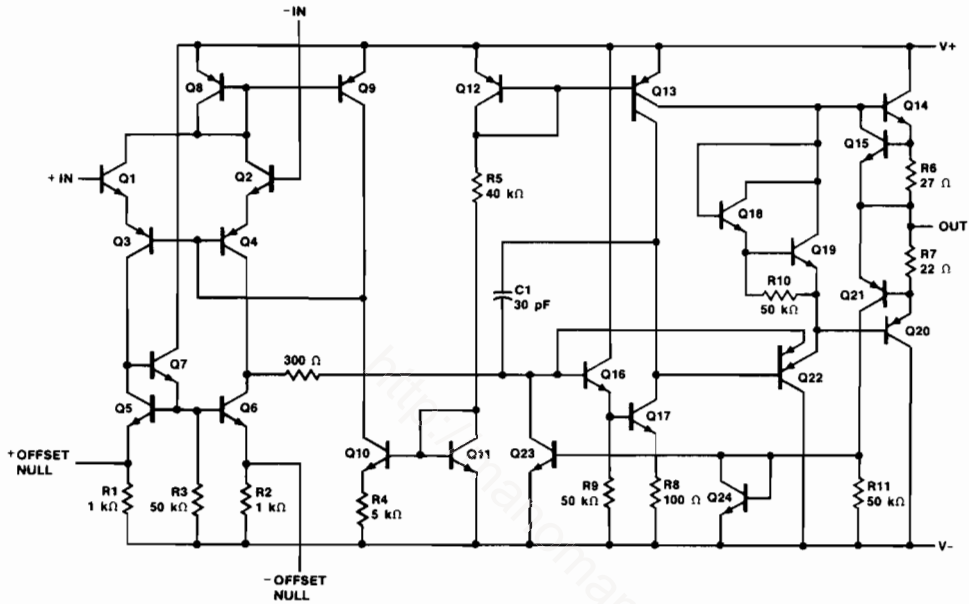 −IN
V+
Q8
Q9
Q12
Q13
Q14
Q15
+IN
Q1
Q2
R5
40 kΩ
R6
27 Ω
Q3
Q4
Q18
OUT
Q19
R7
22 Ω
C1
30 pF
R10
50 kΩ
Q21
Q20
300 Ω
Q7
Q16
Q22
Q5
Q6
Q17
+OFFSET
NULL
Q10
Q11
Q23
R1
1 kΩ
R3
50 kΩ
R2
1 kΩ
R4
5 kΩ
R9
50 kΩ
R8
100 Ω
Q24
R11
50 kΩ
V−
−OFFSET
NULL